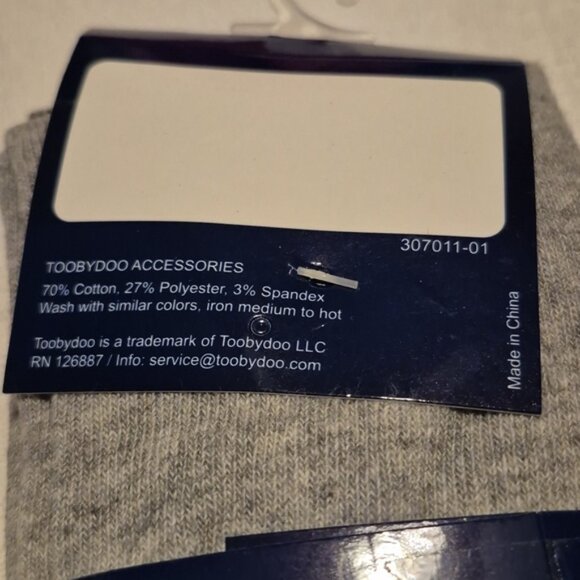 307011-01
TOOBYDOO ACCESSORIES
70% Cotton, 27% Polyester, 3% Spandex
Wash with similar colors, iron medium to hot
Toobydoo is a trademark of Toobydoo LLC
RN 126887 / Info: service@toobydoo.com
Made in China